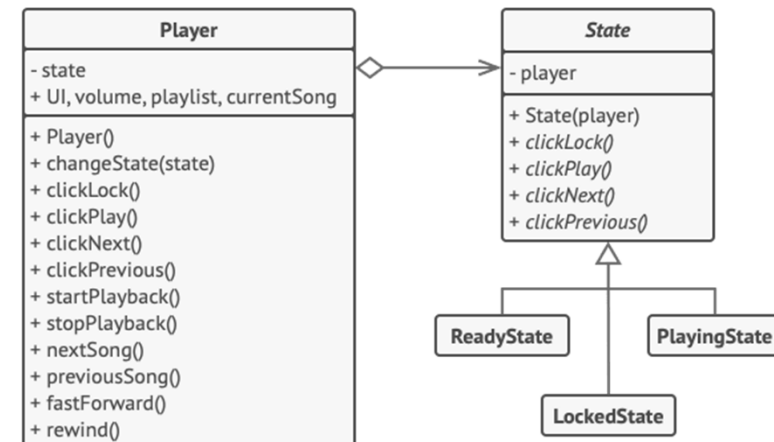 Player
- state
+ UI, volume, playlist, currentSong
+ Player()
+ changeState(state)
+ clickLock()
+ clickPlay()
+ clickNext()
+ clickPrevious()
+ startPlayback()
+ stopPlayback()
+ nextSong()
+ previousSong()
+ fastForward()
+ rewind()
State
- player
+ State(player)
+ clickLock()
+ clickPlay()
+ clickNext()
+ clickPrevious()
ReadyState
PlayingState
LockedState